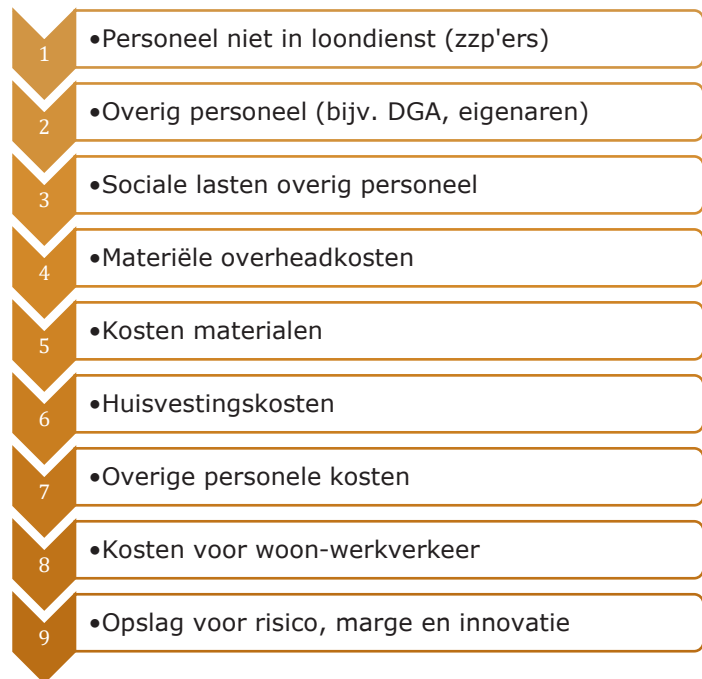 1 •Personeel niet in loondienst (zzp'ers)
2 •Overig personeel (bijv. DGA, eigenaren)
3 •Sociale lasten overig personeel
4 •Materiële overheadkosten
5 •Kosten materialen
6 •Huisvestingskosten
7 •Overige personele kosten
8 •Kosten voor woon-werkverkeer
9 •Opslag voor risico, marge en innovatie